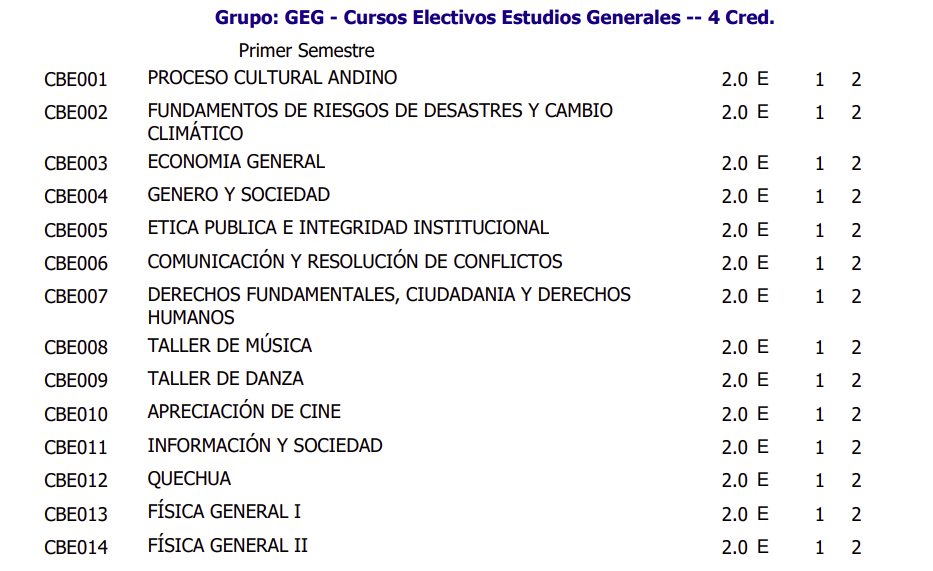 Grupo: GEG - Cursos Electivos Estudios Generales -- 4 Cred.
Primer Semestre
CBE001 PROCESO CULTURAL ANDINO 2.0 E 1 2
CBE002 FUNDAMENTOS DE RIESGOS DE DESASTRES Y CAMBIO 2.0 E 1 2
CLIMÁTICO
CBE003 ECONOMIA GENERAL 2.0 E 1 2
CBE004 GENERO Y SOCIEDAD 2.0 E 1 2
CBE005 ETICA PUBLICA E INTEGRIDAD INSTITUCIONAL 2.0 E 1 2
CBE006 COMUNICACIÓN Y RESOLUCIÓN DE CONFLICTOS 2.0 E 1 2
CBE007 DERECHOS FUNDAMENTALES, CIUDADANIA Y DERECHOS 2.0 E 1 2
HUMANOS
CBE008 TALLER DE MÚSICA 2.0 E 1 2
CBE009 TALLER DE DANZA 2.0 E 1 2
CBE010 APRECIACIÓN DE CINE 2.0 E 1 2
CBE011 INFORMACIÓN Y SOCIEDAD 2.0 E 1 2
CBE012 QUECHUA 2.0 E 1 2
CBE013 FÍSICA GENERAL I 2.0 E 1 2
CBE014 FÍSICA GENERAL II 2.0 E 1 2